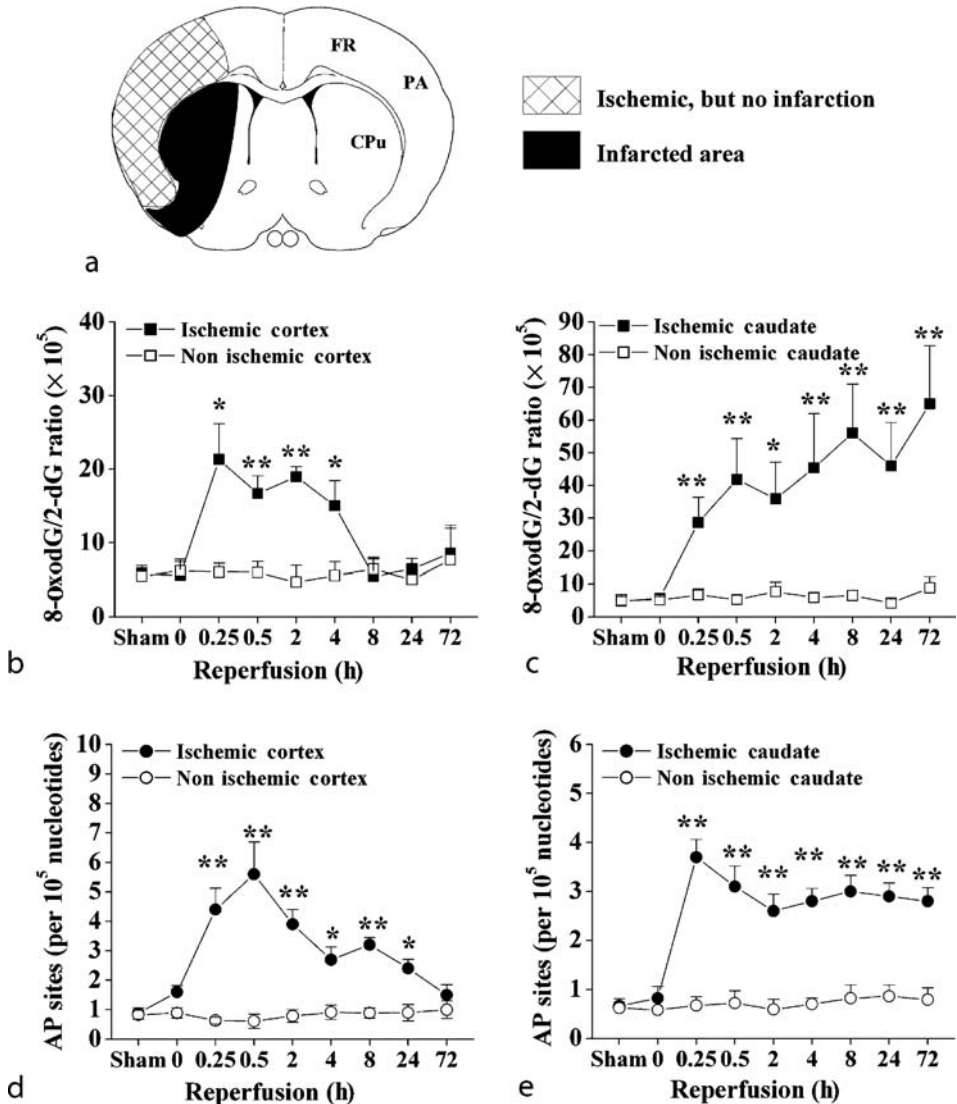 FR
PA
CPu
Ischemic, but no infarction
Infarcted area
a
8-oxodG/2-dG ratio (× 10⁵)
40
30
20
10
0
Ischemic cortex
Non ischemic cortex
*
**
**
*
Sham 0 0.25 0.5 2 4 8 24 72
Reperfusion (h)
b
8-oxodG/2-dG ratio (× 10⁵)
90
80
70
60
50
40
30
20
10
0
Ischemic caudate
Non ischemic caudate
**
**
*
**
**
**
**
Sham 0 0.25 0.5 2 4 8 24 72
Reperfusion (h)
c
AP sites (per 10⁵ nucleotides)
10
9
8
7
6
5
4
3
2
1
0
Ischemic cortex
Non ischemic cortex
**
**
**
*
**
*
Sham 0 0.25 0.5 2 4 8 24 72
Reperfusion (h)
d
AP sites (per 10⁵ nucleotides)
6
5
4
3
2
1
0
Ischemic caudate
Non ischemic caudate
**
**
**
**
**
**
**
Sham 0 0.25 0.5 2 4 8 24 72
Reperfusion (h)
e